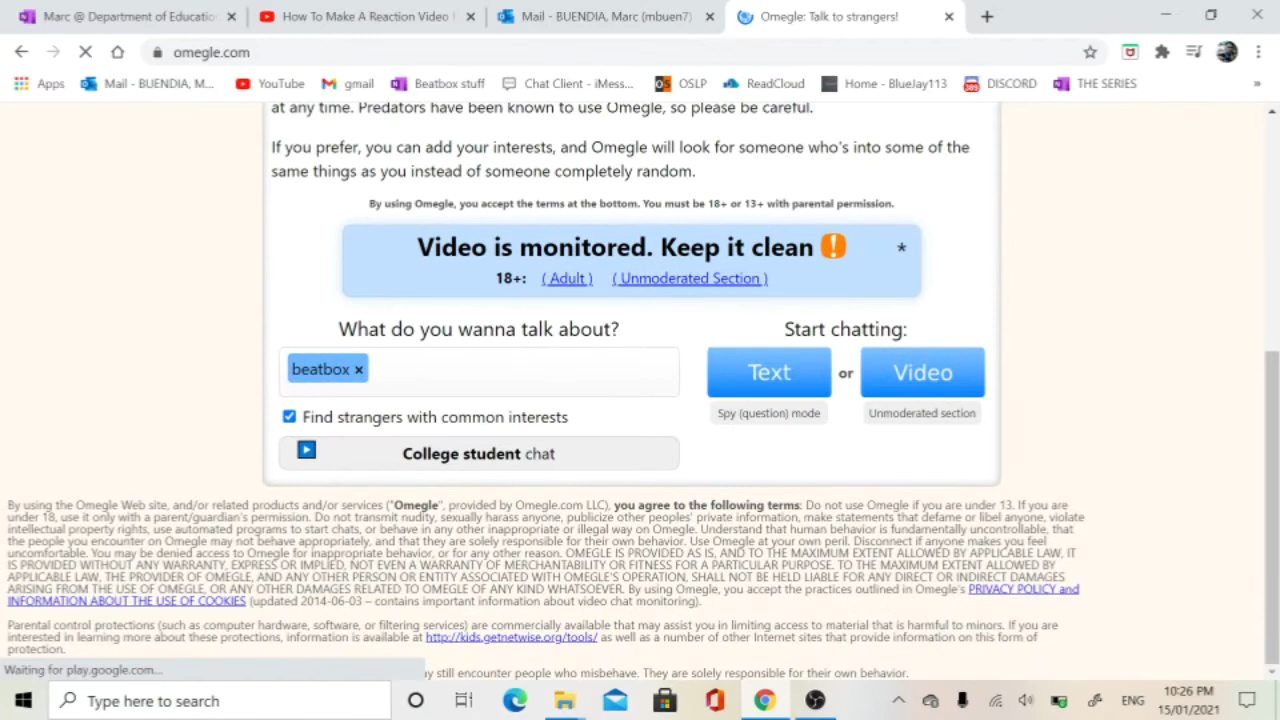 Marc @ Department of Educatio
How To Make A Reaction Video
Mail - BUENDIA, Marc (mbuen7)
Omegle: Talk to strangers!
omegle.com
Apps
Mail - BUENDIA, M...
YouTube
gmail
Beatbox stuff
Chat Client - iMess...
OSLP
ReadCloud
Home - BlueJay113
DISCORD
THE SERIES
at any time. Predators have been known to use Omegle, so please be careful.
If you prefer, you can add your interests, and Omegle will look for someone who's into some of the
same things as you instead of someone completely random.
By using Omegle, you accept the terms at the bottom. You must be 18+ or 13+ with parental permission.
Video is monitored. Keep it clean ! *
18+: ( Adult ) ( Unmoderated Section )
What do you wanna talk about?
Start chatting:
beatbox ×
Text or Video
Find strangers with common interests
Spy (question) mode
Unmoderated section
College student chat
By using the Omegle Web site, and/or related products and/or services ("Omegle", provided by Omegle.com LLC), you agree to the following terms: Do not use Omegle if you are under 13. If you are
under 18, use it only with a parent/guardian's permission. Do not transmit nudity, sexually harass anyone, publicize other peoples' private information, make statements that defame or libel anyone, violate
intellectual property rights, use automated programs to start chats, or behave in any other inappropriate or illegal way on Omegle. Understand that human behavior is fundamentally uncontrollable, that
the people you encounter on Omegle may not behave appropriately, and that they are solely responsible for their own behavior. Use Omegle at your own peril. Disconnect if anyone makes you feel
uncomfortable. You may be denied access to Omegle for inappropriate behavior, or for any other reason. OMEGLE IS PROVIDED AS IS, AND TO THE MAXIMUM EXTENT ALLOWED BY APPLICABLE LAW, IT
IS PROVIDED WITHOUT ANY WARRANTY, EXPRESS OR IMPLIED, NOT EVEN A WARRANTY OF MERCHANTABILITY OR FITNESS FOR A PARTICULAR PURPOSE. TO THE MAXIMUM EXTENT ALLOWED BY
APPLICABLE LAW, THE PROVIDER OF OMEGLE, AND ANY OTHER PERSON OR ENTITY ASSOCIATED WITH OMEGLE'S OPERATION, SHALL NOT BE HELD LIABLE FOR ANY DIRECT OR INDIRECT DAMAGES
ARISING FROM THE USE OF OMEGLE, OR ANY OTHER DAMAGES RELATED TO OMEGLE OF ANY KIND WHATSOEVER. By using Omegle, you accept the practices outlined in Omegle's PRIVACY POLICY and
INFORMATION ABOUT THE USE OF COOKIES (updated 2014-06-03 – contains important information about video chat monitoring).
Parental control protections (such as computer hardware, software, or filtering services) are commercially available that may assist you in limiting access to material that is harmful to minors. If you are
interested in learning more about these protections, information is available at http://kids.getnetwise.org/tools/ as well as a number of other Internet sites that provide information on this form of
protection.
Waiting for play.google.com...
y still encounter people who misbehave. They are solely responsible for their own behavior.
Type here to search
ENG
10:26 PM
15/01/2021